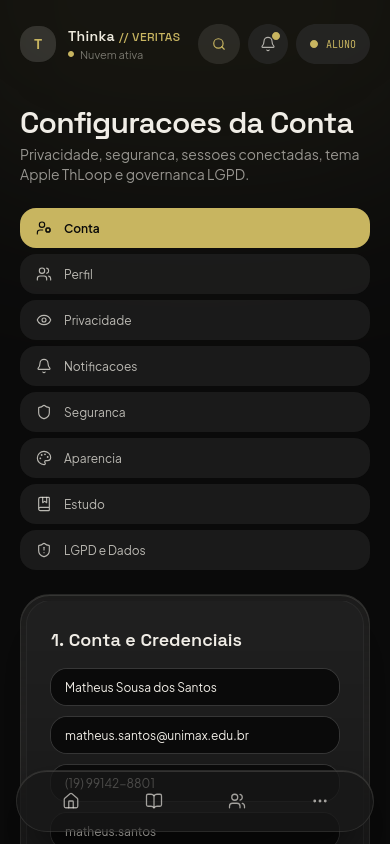 T
Thinka // VERITAS
Nuvem ativa
ALUNO
Configuracoes da Conta
Privacidade, seguranca, sessoes conectadas, tema
Apple ThLoop e governanca LGPD.
Conta
Perfil
Privacidade
Notificacoes
Seguranca
Aparencia
Estudo
LGPD e Dados
1. Conta e Credenciais
Matheus Sousa dos Santos
matheus.santos@unimax.edu.br
(19) 99142-8801
matheus.santos